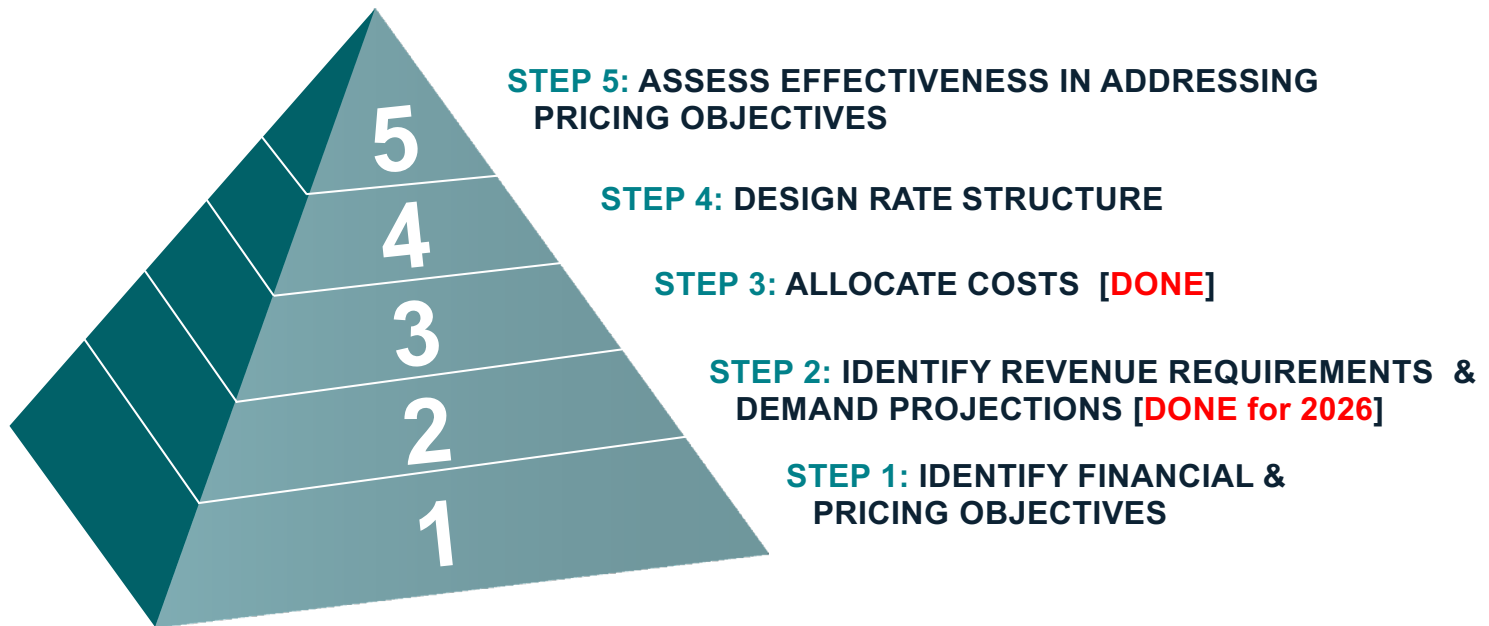 5
STEP 5: ASSESS EFFECTIVENESS IN ADDRESSING
PRICING OBJECTIVES
4
STEP 4: DESIGN RATE STRUCTURE
3
STEP 3: ALLOCATE COSTS [DONE]
2
STEP 2: IDENTIFY REVENUE REQUIREMENTS &
DEMAND PROJECTIONS [DONE for 2026]
1
STEP 1: IDENTIFY FINANCIAL &
PRICING OBJECTIVES